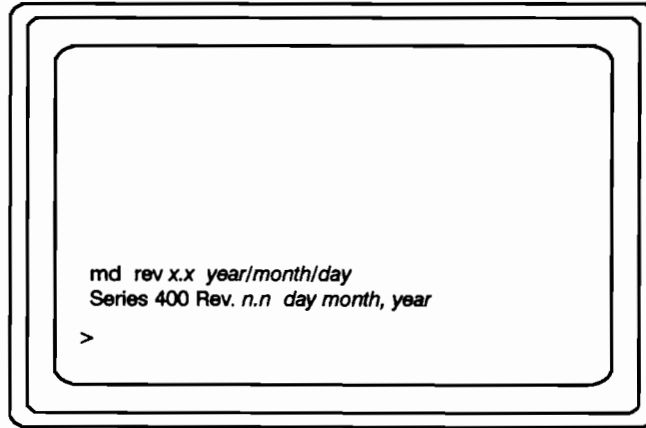 md rev x.x year/month/day
Series 400 Rev. n.n day month, year
>